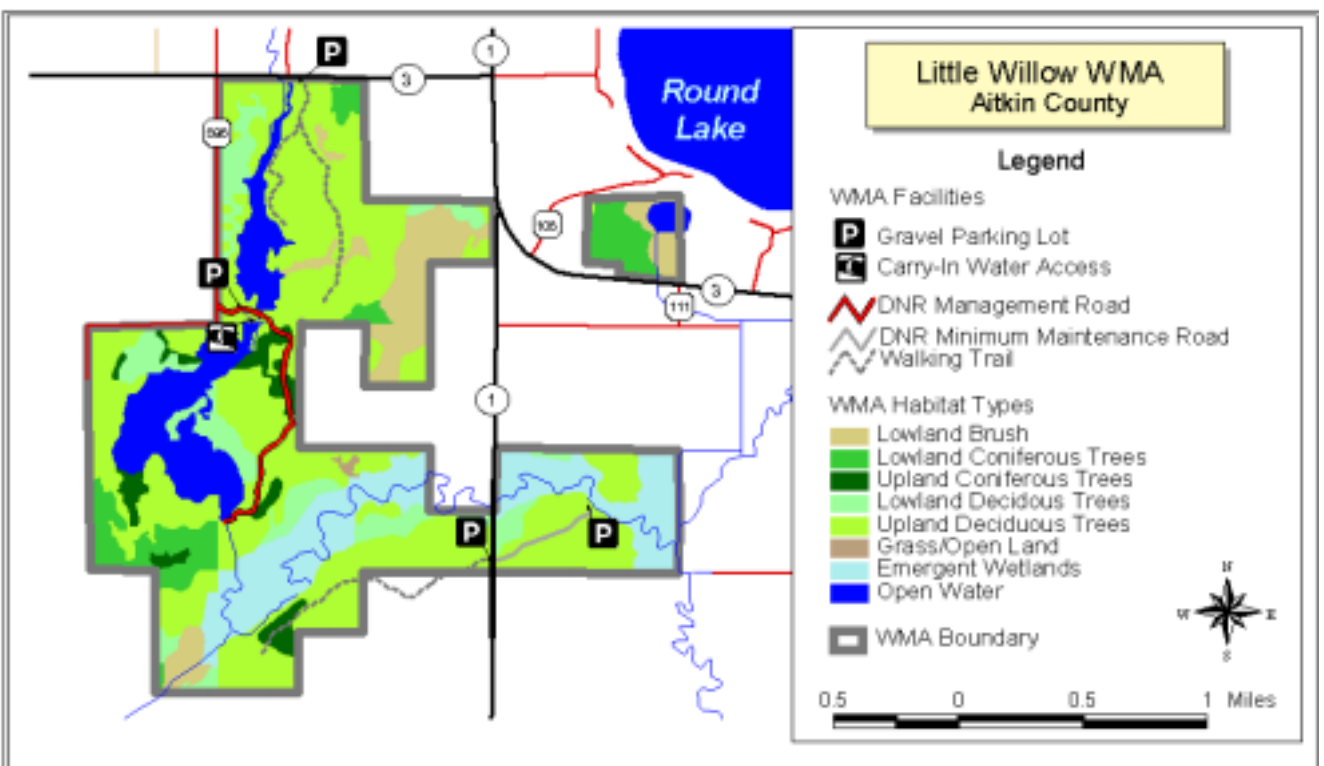 P
1
3
Round
Lake
596
105
P
3
111
1
P
P
Little Willow WMA
Aitkin County
Legend
WMA Facilities
P Gravel Parking Lot
Carry-In Water Access
DNR Management Road
DNR Minimum Maintenance Road
Walking Trail
WMA Habitat Types
Lowland Brush
Lowland Coniferous Trees
Upland Coniferous Trees
Lowland Decidous Trees
Upland Deciduous Trees
Grass/Open Land
Emergent Wetlands
Open Water
WMA Boundary
N
W E
S
0.5 0 0.5 1 Miles